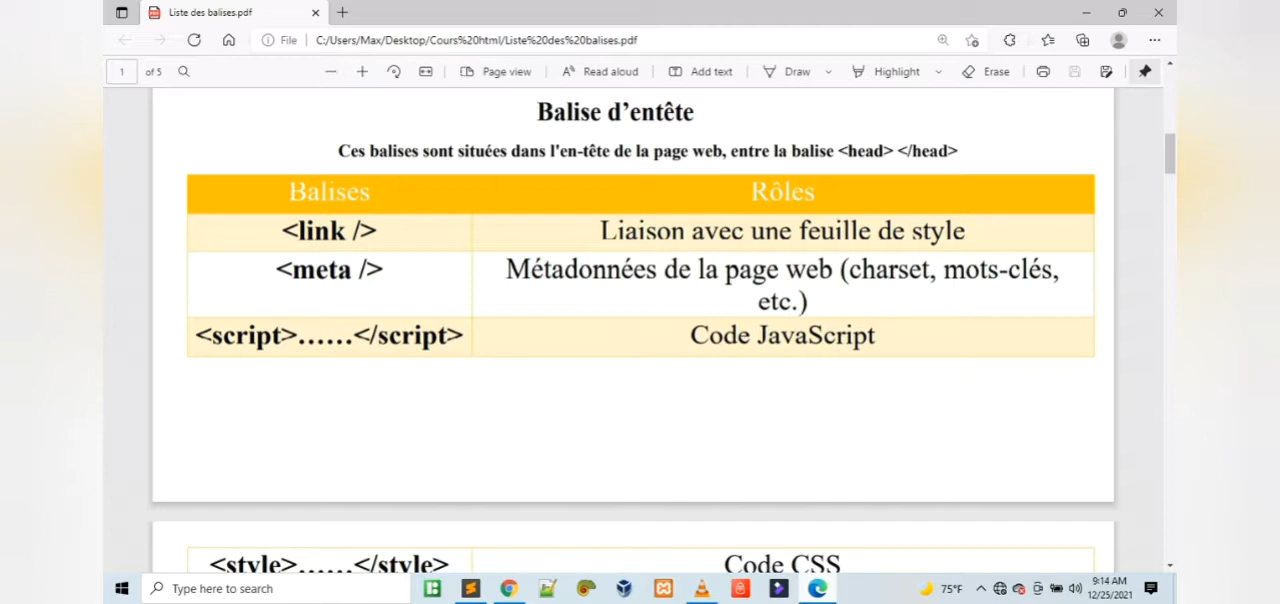 Liste des balises.pdf
File
C:/Users/Max/Desktop/Cours%20html/Liste%20des%20balises.pdf
1 of 5
Page view
Read aloud
Add text
Draw
Highlight
Erase
Balise d’entête
Ces balises sont situées dans l'en-tête de la page web, entre la balise <head> </head>
Balises Rôles
<link /> Liaison avec une feuille de style
<meta /> Métadonnées de la page web (charset, mots-clés,
etc.)
<script>……</script> Code JavaScript
<style>……</style> Code CSS
Type here to search
75°F
9:14 AM
12/25/2021